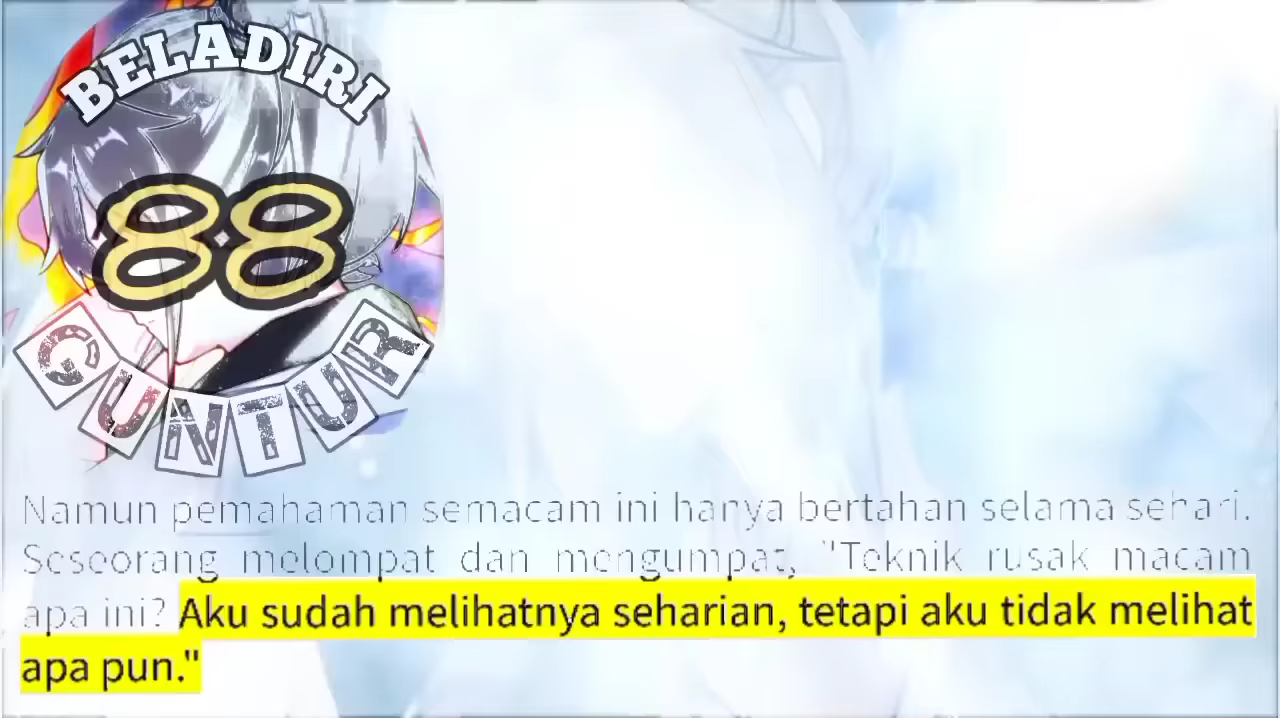 BELADIRI
88
GUNTUR
Namun pemahaman semacam ini hanya bertahan selama sehari.
Seseorang melompat dan mengumpat, "Teknik rusak macam
apa ini? Aku sudah melihatnya seharian, tetapi aku tidak melihat
apa pun."